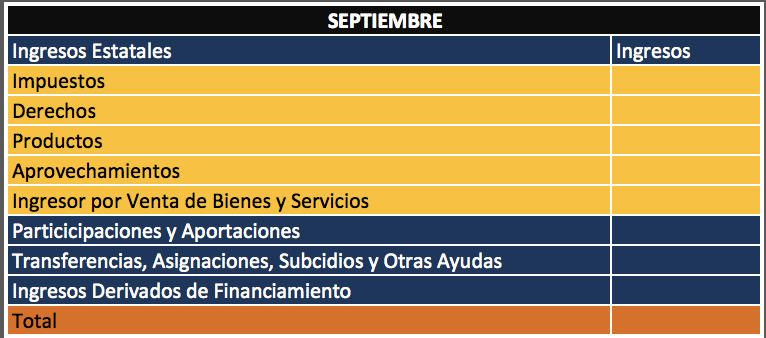 SEPTIEMBRE
Ingresos Estatales Ingresos
Impuestos
Derechos
Productos
Aprovechamientos
Ingresor por Venta de Bienes y Servicios
Particicipaciones y Aportaciones
Transferencias, Asignaciones, Subcidios y Otras Ayudas
Ingresos Derivados de Financiamiento
Total